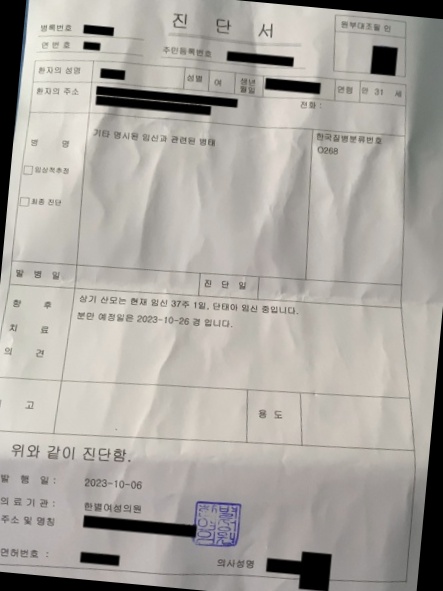 진 단 서
병록번호
연 번 호
주민등록번호
원부대조필 인
환자의 성명
성별
여
생년
월일
연령
만 31 세
환자의 주소
전화 :
병 명
기타 명시된 임신과 관련된 병태
한국질병분류번호
O268
임상적추정
최종 진단
발 병 일
진 단 일
향 후
치 료
의 견
상기 산모는 현재 임신 37주 1일, 단태아 임신 중입니다.
분만 예정일은 2023-10-26 경 입니다.
고
용 도
위와 같이 진단함.
발 행 일 :
2023-10-06
의 료 기 관 :
한별여성의원
주소 및 명칭
면허번호 :
의사성명